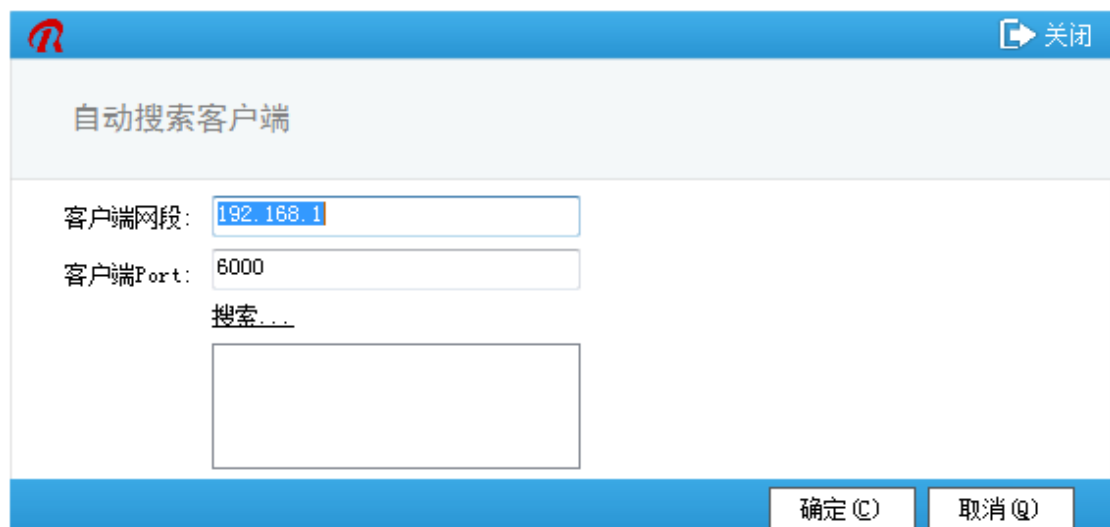 关闭
自动搜索客户端
客户端网段: 192.168.1
客户端Port: 6000
搜索...
确定(C) 取消(Q)